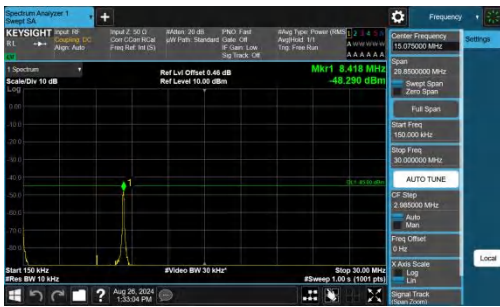 Spectrum Analyzer 1
Swept SA
+
Frequency
KEYSIGHT
Input: RF
Coupling: DC
Align: Auto
Input Z: 50 Ω
Corr CCorr RCal
Freq Ref: Int (S)
#Atten: 20 dB
µW Path: Standard
PNO: Fast
Gate: Off
IF Gain: Low
Sig Track: Off
#Avg Type: Power (RMS)
Avg|Hold: 1/1
Trig: Free Run
Center Frequency
15.075000 MHz
Settings
Span
29.8500000 MHz
Swept Span
Zero Span
Full Span
Start Freq
150.000 kHz
Stop Freq
30.000000 MHz
AUTO TUNE
CF Step
2.985000 MHz
Auto
Man
Freq Offset
0 Hz
X Axis Scale
Log
Lin
Signal Track
(Span Zoom)
Local
1 Spectrum
Scale/Div 10 dB
Log
Ref Lvl Offset 0.46 dB
Ref Level 10.00 dBm
Mkr1 8.418 MHz
-48.290 dBm
0.00
1
Start 150 kHz
#Res BW 10 kHz
#Video BW 30 kHz*
Stop 30.00 MHz
#Sweep 1.00 s (1001 pts)
?
Aug 26, 2024
1:33:04 PM